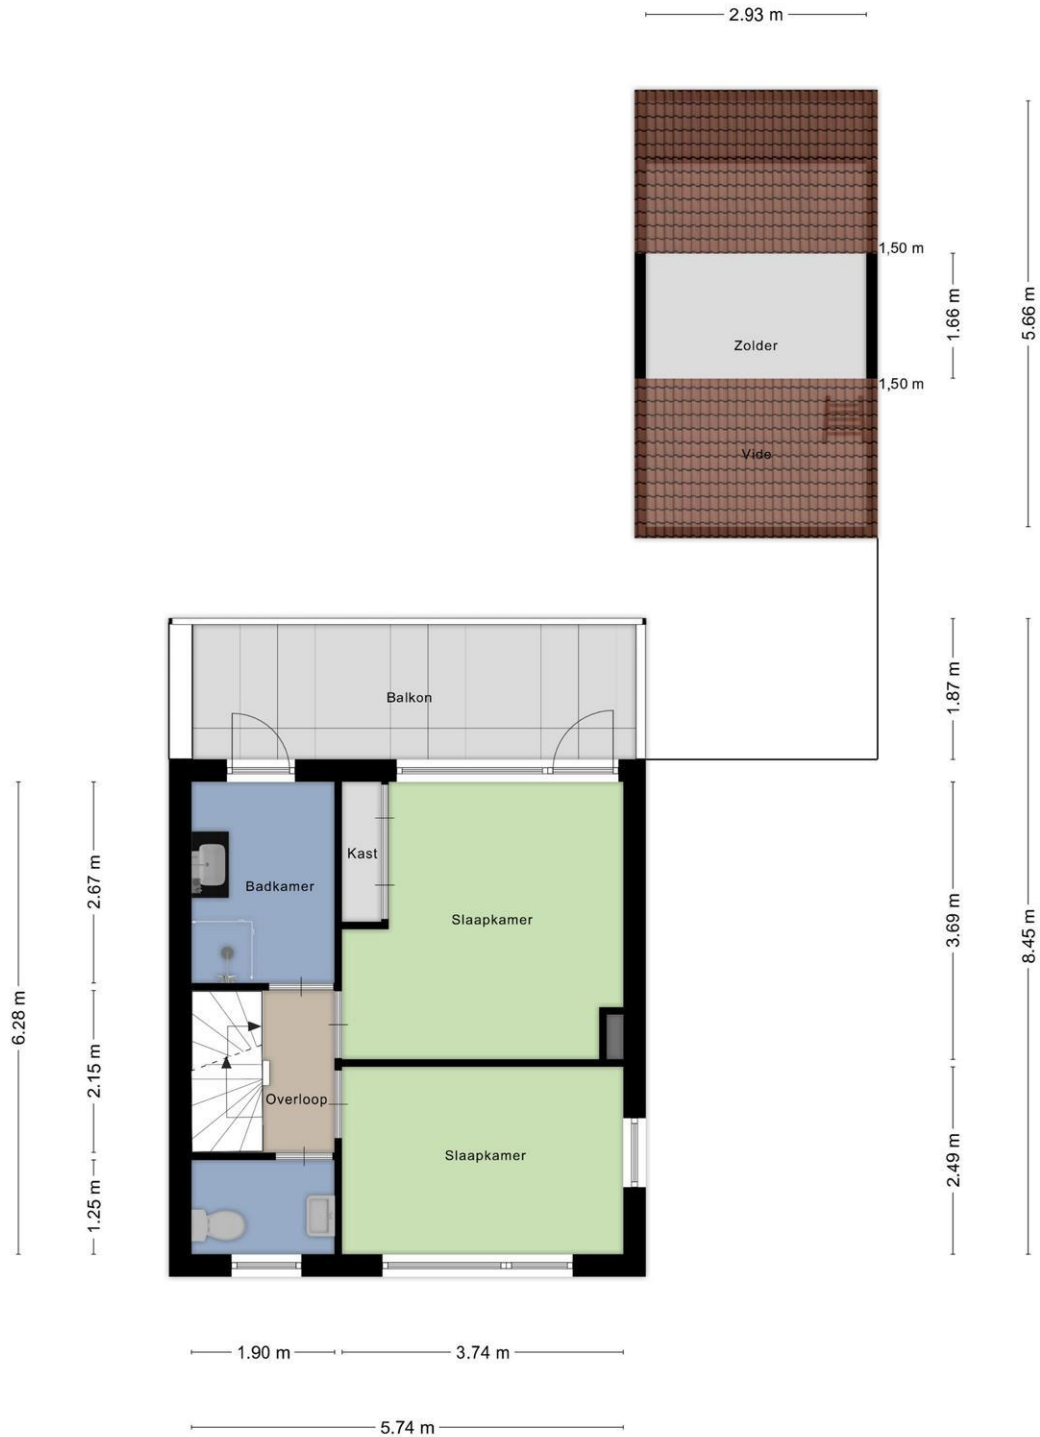 2.93 m
1,50 m
1.66 m
5.66 m
Zolder
1,50 m
Vide
Balkon
1.87 m
Kast
Badkamer
2.67 m
Slaapkamer
3.69 m
8.45 m
6.28 m
2.15 m
Overloop
Slaapkamer
2.49 m
1.25 m
1.90 m
3.74 m
5.74 m